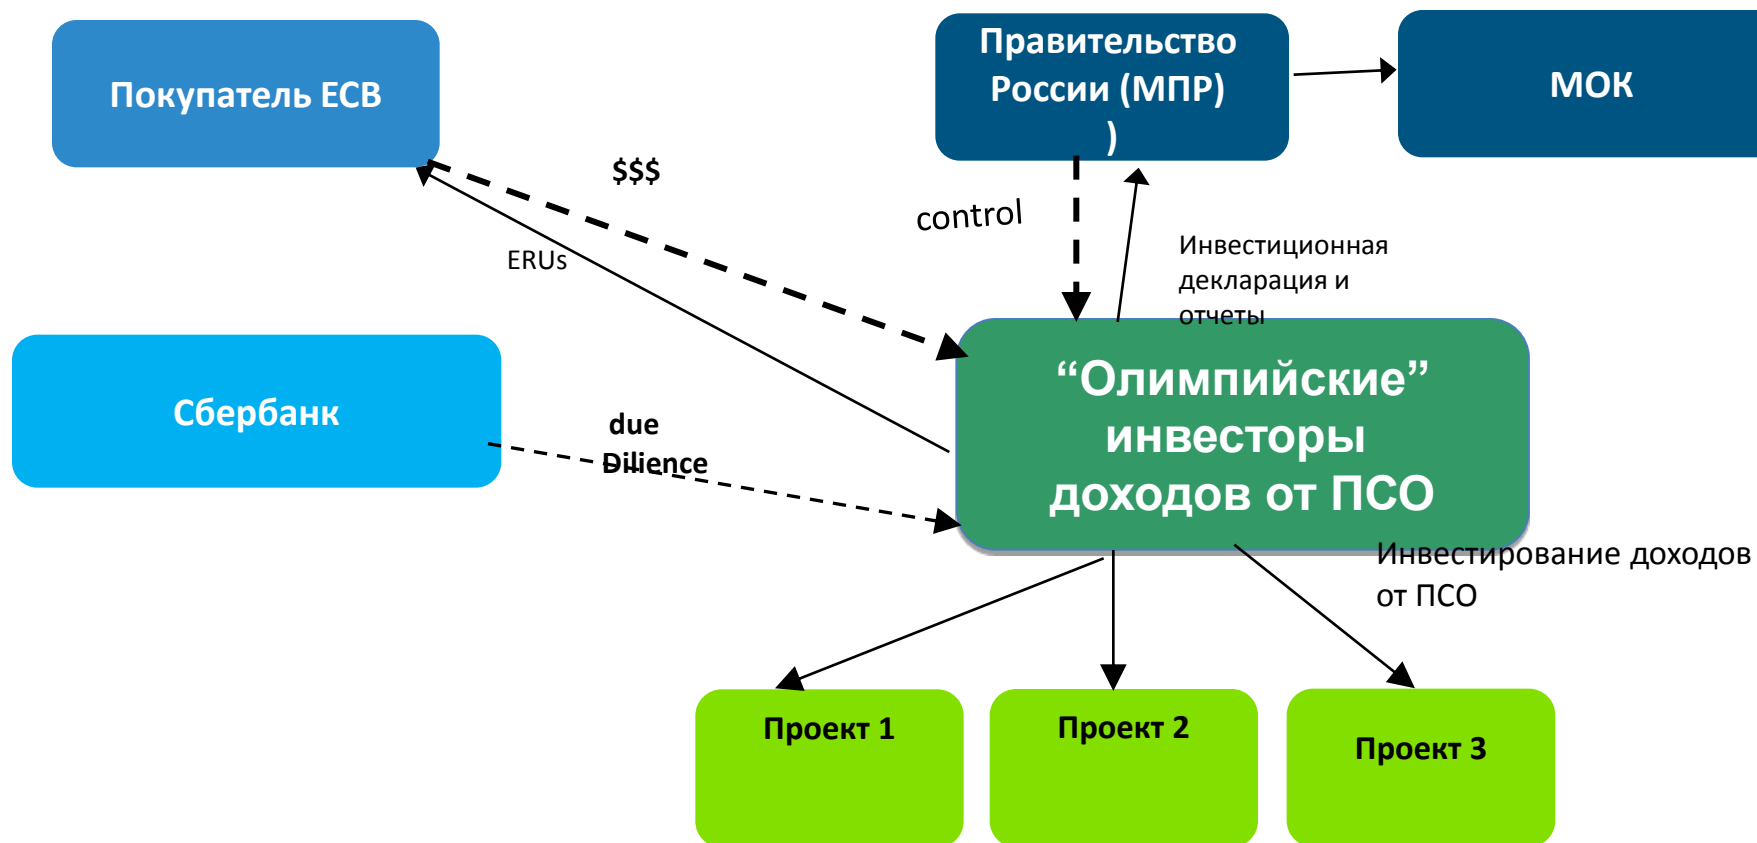 Покупатель ЕСВ
Правительство
России (МПР)
)
МОК
$$$
control
ERUs
Инвестиционная
декларация и
отчеты
Сбербанк
due
Dilience
“Олимпийские”
инвесторы
доходов от ПСО
Инвестирование доходов
от ПСО
Проект 1
Проект 2
Проект 3